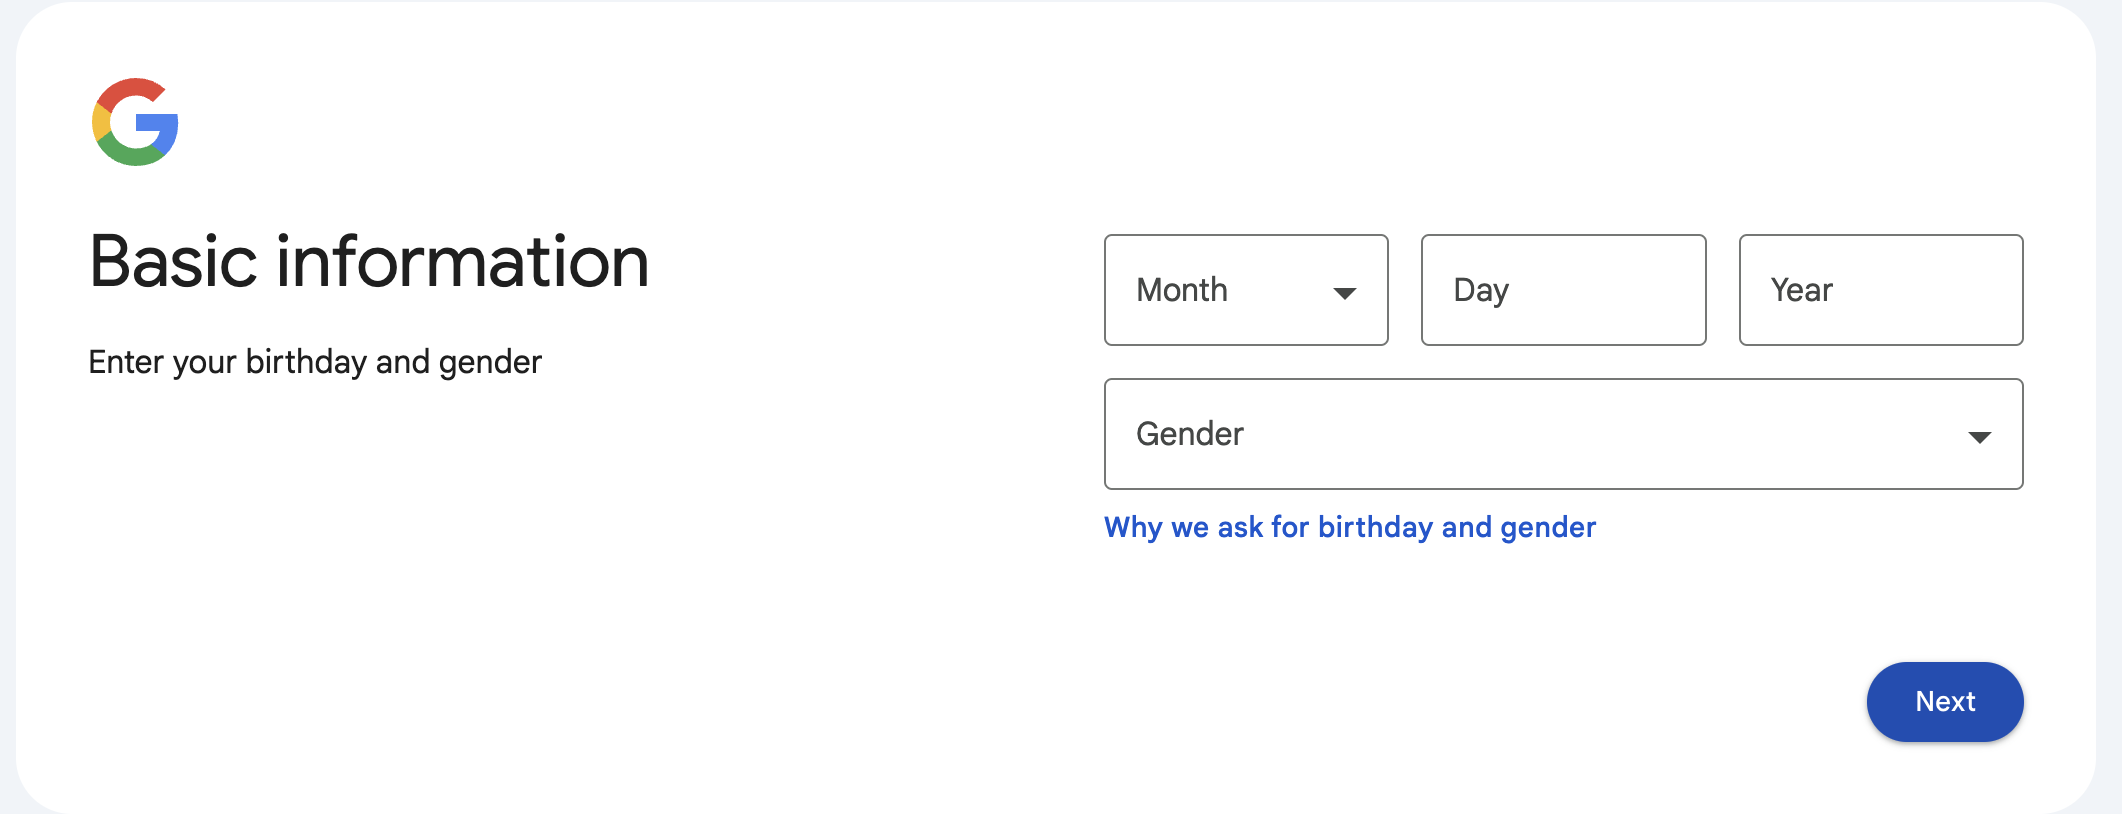 Basic information
Enter your birthday and gender
Month Day Year
Gender
Why we ask for birthday and gender
Next